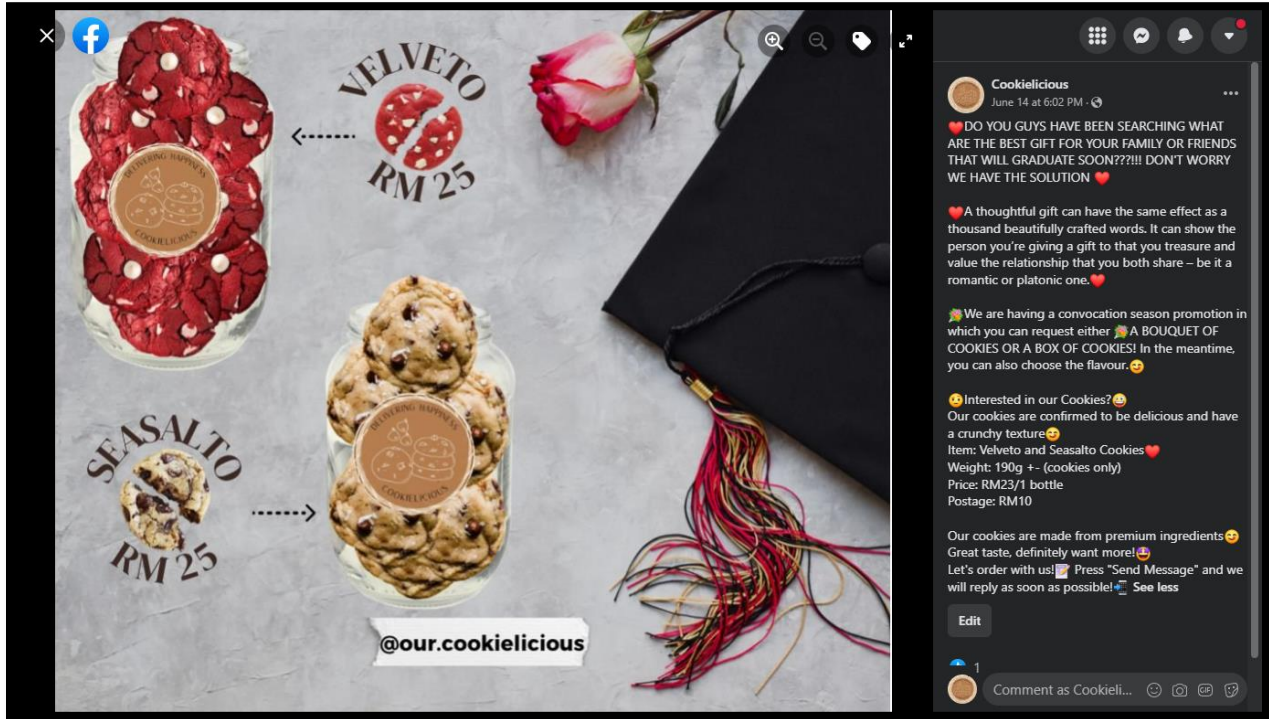 VELVETO
RM 25
DELIVERING HAPPINESS
COOKIELICIOUS
SEASALTO
RM 25
DELIVERING HAPPINESS
COOKIELICIOUS
@our.cookielicious
Cookielicious
June 14 at 6:02 PM ·
❤️DO YOU GUYS HAVE BEEN SEARCHING WHAT
ARE THE BEST GIFT FOR YOUR FAMILY OR FRIENDS
THAT WILL GRADUATE SOON???!!! DON'T WORRY
WE HAVE THE SOLUTION ❤️
❤️A thoughtful gift can have the same effect as a
thousand beautifully crafted words. It can show the
person you're giving a gift to that you treasure and
value the relationship that you both share – be it a
romantic or platonic one.❤️
💐We are having a convocation season promotion in
which you can request either 💐A BOUQUET OF
COOKIES OR A BOX OF COOKIES! In the meantime,
you can also choose the flavour.😋
🤨Interested in our Cookies?😀
Our cookies are confirmed to be delicious and have
a crunchy texture😋
Item: Velveto and Seasalto Cookies❤️
Weight: 190g +- (cookies only)
Price: RM23/1 bottle
Postage: RM10
Our cookies are made from premium ingredients😋
Great taste, definitely want more!🤩
Let's order with us!📝 Press "Send Message" and we
will reply as soon as possible!📲 See less
Edit
1
Comment as Cookieli...
GIF